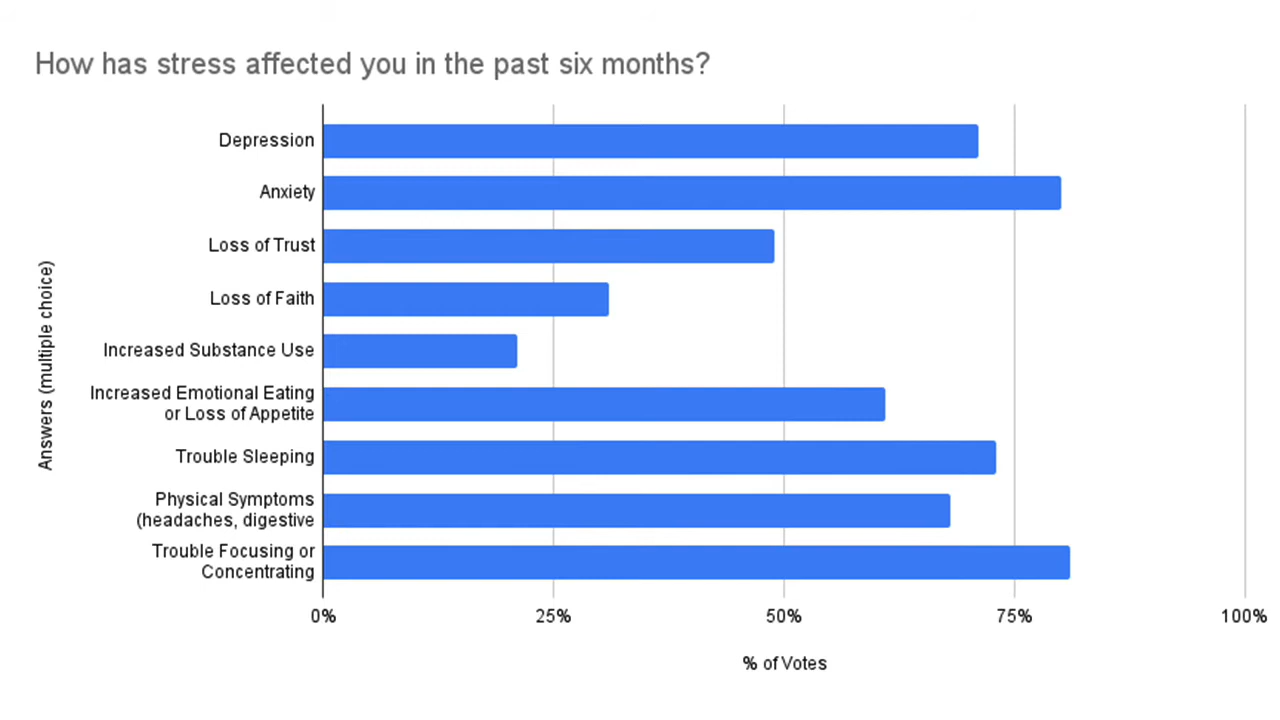 How has stress affected you in the past six months?
Depression
Anxiety
Loss of Trust
Loss of Faith
Increased Substance Use
Increased Emotional Eating
or Loss of Appetite
Trouble Sleeping
Physical Symptoms
(headaches, digestive
Trouble Focusing or
Concentrating
Answers (multiple choice)
0%
25%
50%
75%
100%
% of Votes